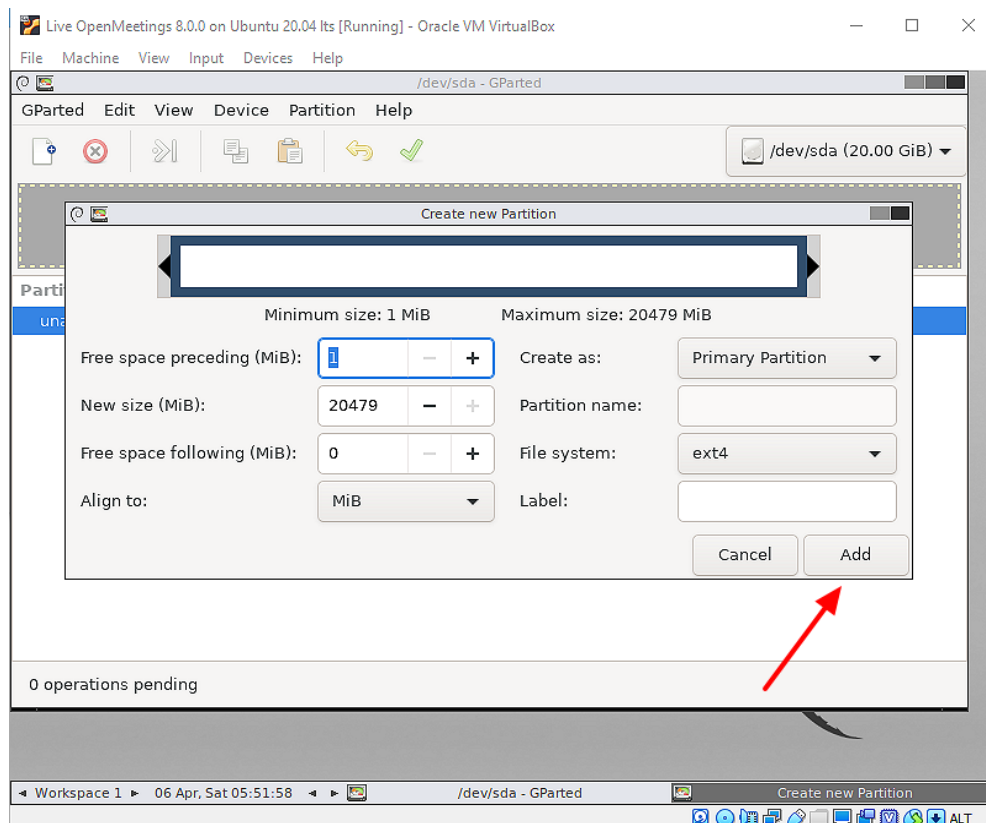 Live OpenMeetings 8.0.0 on Ubuntu 20.04 lts [Running] - Oracle VM VirtualBox
File Machine View Input Devices Help
/dev/sda - GParted
GParted Edit View Device Partition Help
/dev/sda (20.00 GiB)
Create new Partition
Parti
una
Minimum size: 1 MiB Maximum size: 20479 MiB
Free space preceding (MiB): 1 Create as: Primary Partition
New size (MiB): 20479 Partition name:
Free space following (MiB): 0 File system: ext4
Align to: MiB Label:
Cancel Add
0 operations pending
Workspace 1 06 Apr, Sat 05:51:58 /dev/sda - GParted Create new Partition
ALT